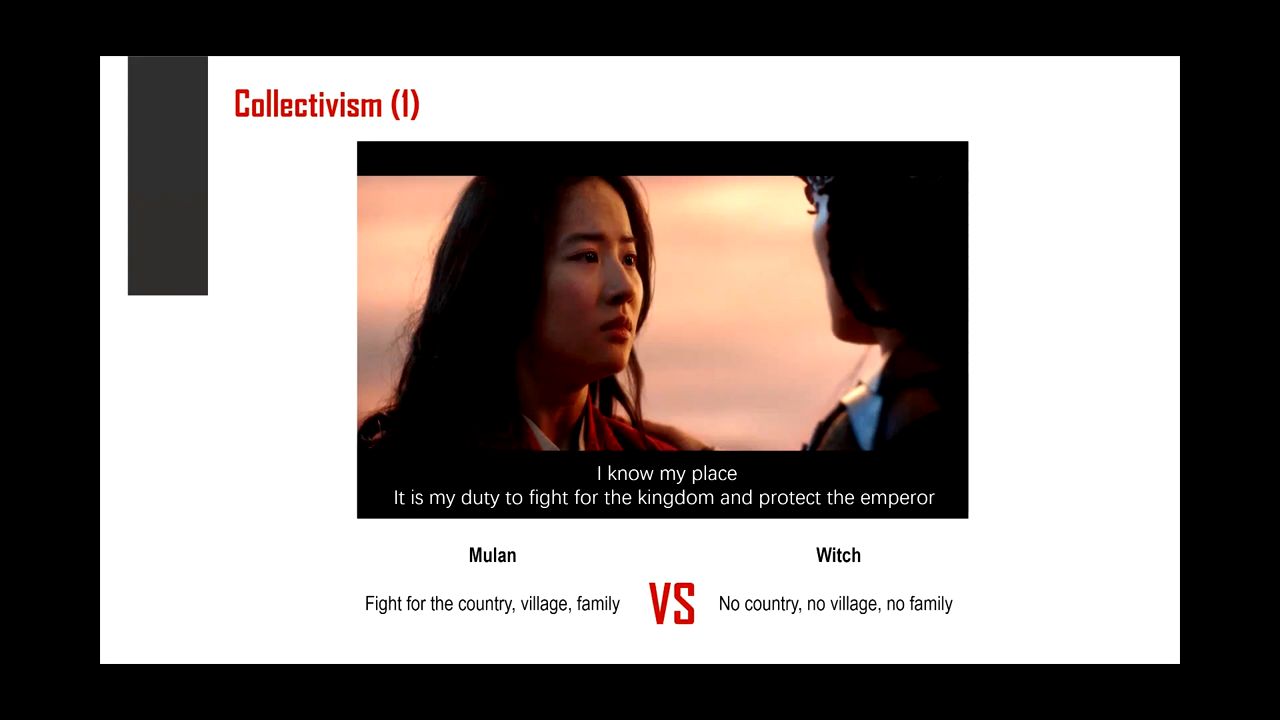 Collectivism (1)
I know my place
It is my duty to fight for the kingdom and protect the emperor
Mulan
Witch
Fight for the country, village, family
VS
No country, no village, no family